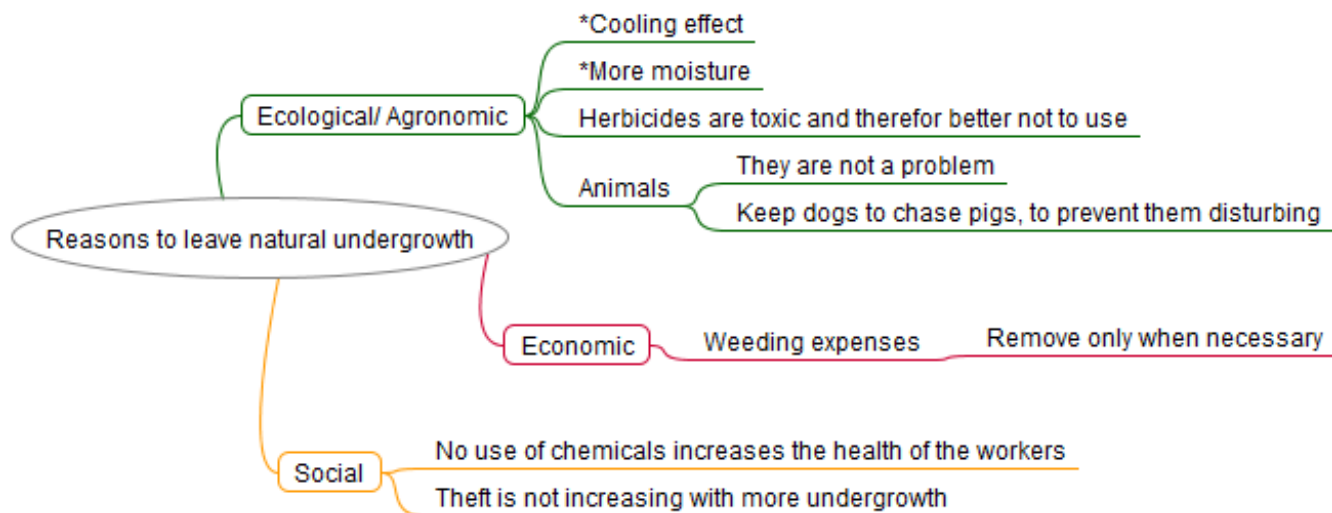 *Cooling effect
*More moisture
Ecological/ Agronomic
Herbicides are toxic and therefor better not to use
They are not a problem
Animals
Keep dogs to chase pigs, to prevent them disturbing
Reasons to leave natural undergrowth
Economic
Weeding expenses
Remove only when necessary
No use of chemicals increases the health of the workers
Social
Theft is not increasing with more undergrowth